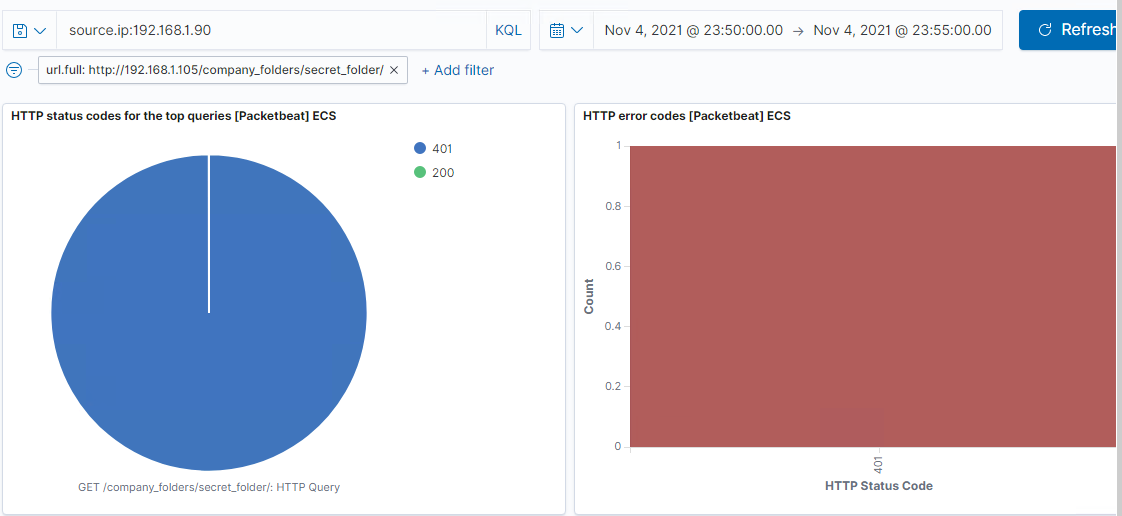 source.ip:192.168.1.90
KQL
Nov 4, 2021 @ 23:50:00.00 → Nov 4, 2021 @ 23:55:00.00
Refresh
url.full: http://192.168.1.105/company_folders/secret_folder/ ×
+ Add filter
HTTP status codes for the top queries [Packetbeat] ECS
401
200
GET /company_folders/secret_folder/: HTTP Query
HTTP error codes [Packetbeat] ECS
1
0.8
0.6
0.4
0.2
0
Count
401
HTTP Status Code